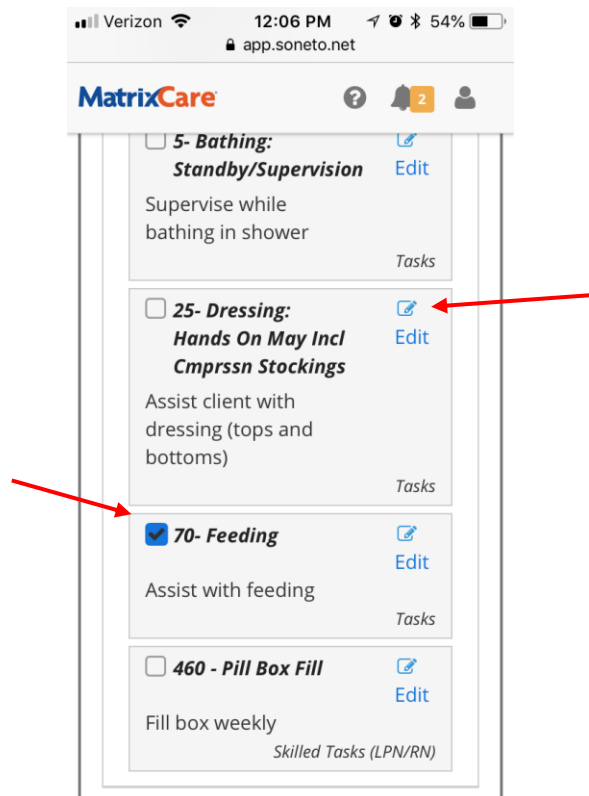 Verizon 12:06 PM 54%
app.soneto.net
MatrixCare 2
5- Bathing: Edit
Standby/Supervision
Supervise while
bathing in shower
Tasks
25- Dressing:
Hands On May Incl Edit
Cmprssn Stockings
Assist client with
dressing (tops and
bottoms)
Tasks
70- Feeding
Edit
Assist with feeding
Tasks
460 - Pill Box Fill
Edit
Fill box weekly
Skilled Tasks (LPN/RN)